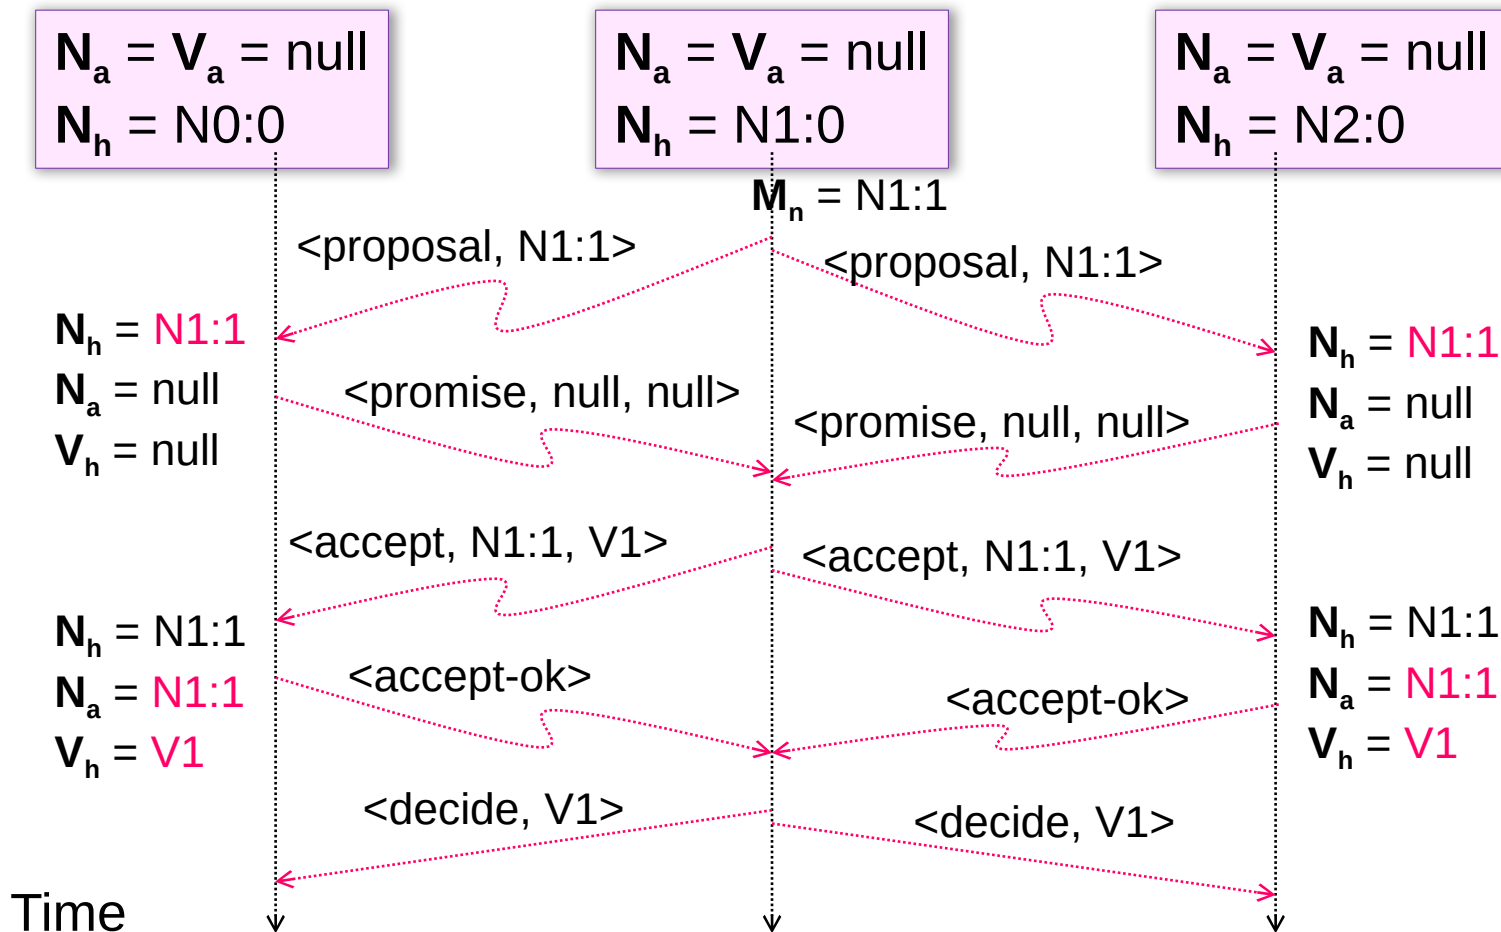 Na = Va = null
Nh = N0:0
Na = Va = null
Nh = N1:0
Na = Va = null
Nh = N2:0
Mn = N1:1
<proposal, N1:1>
<proposal, N1:1>
Nh = N1:1
Na = null
Vh = null
Nh = N1:1
Na = null
Vh = null
<promise, null, null>
<promise, null, null>
<accept, N1:1, V1>
<accept, N1:1, V1>
Nh = N1:1
Na = N1:1
Vh = V1
Nh = N1:1
Na = N1:1
Vh = V1
<accept-ok>
<accept-ok>
<decide, V1>
<decide, V1>
Time